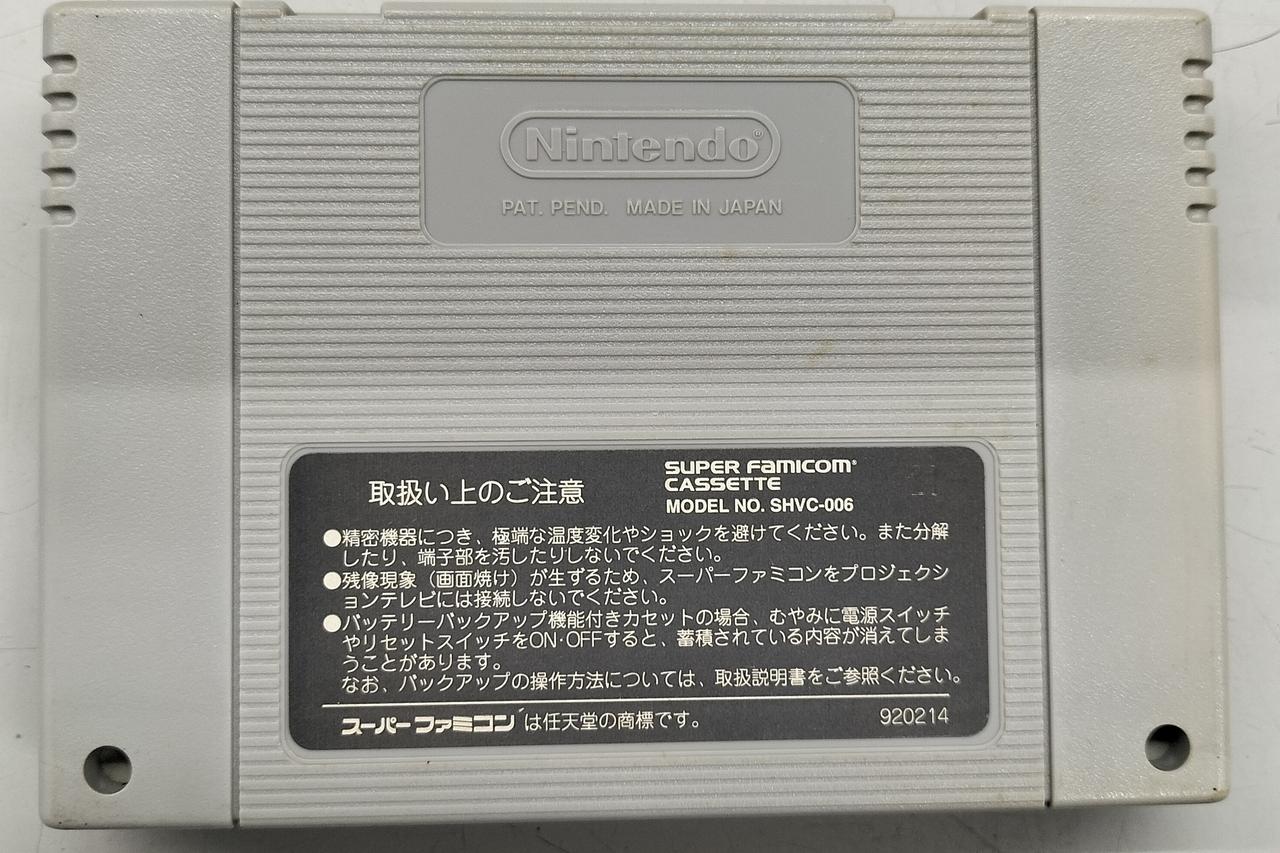 Nintendo®
PAT. PEND. MADE IN JAPAN
取扱い上のご注意
SUPER FAMICOM®
CASSETTE
MODEL NO. SHVC-006
●精密機器につき、極端な温度変化やショックを避けてください。また分解
したり、端子部を汚したりしないでください。
●残像現象（画面焼け）が生ずるため、スーパーファミコンをプロジェクシ
ョンテレビには接続しないでください。
●バッテリーバックアップ機能付きカセットの場合、むやみに電源スイッチ
やリセットスイッチをON·OFFすると、蓄積されている内容が消えてしま
うことがあります。
なお、バックアップの操作方法については、取扱説明書をご参照ください。
スーパーファミコンは任天堂の商標です。
920214